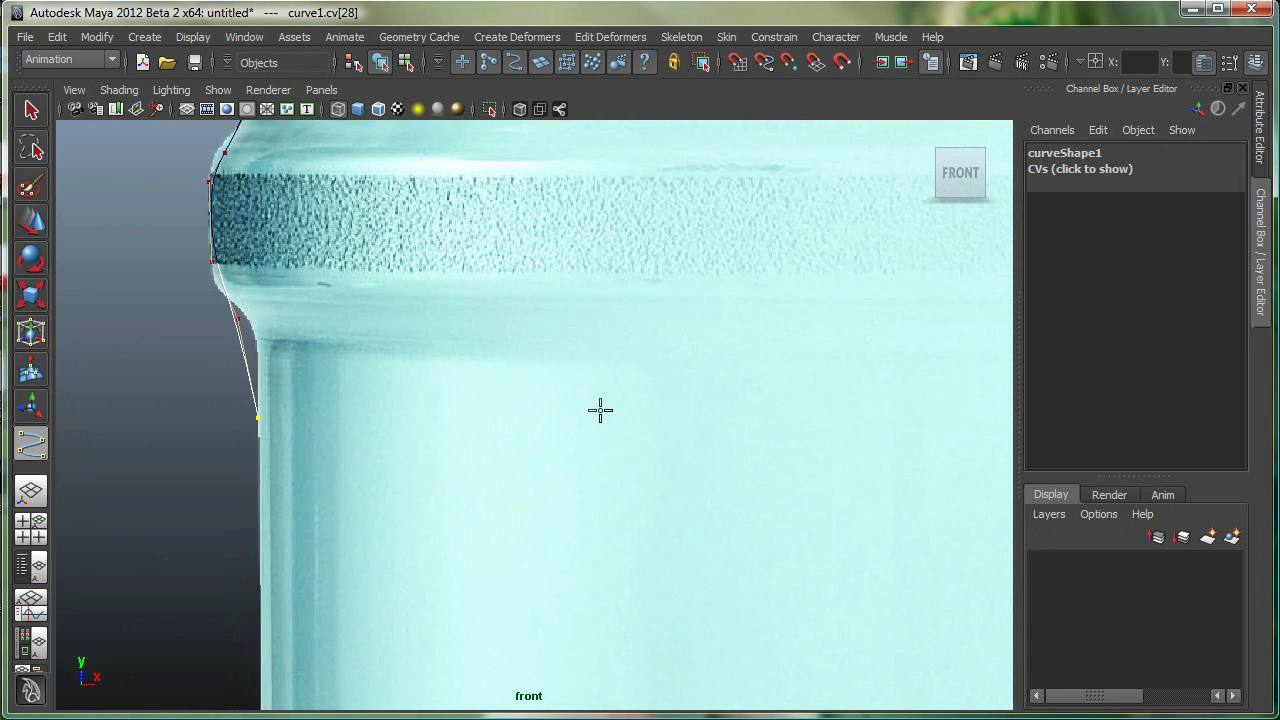 Autodesk Maya 2012 Beta 2 x64: untitled* --- curve1.cv[28]
File Edit Modify Create Display Window Assets Animate Geometry Cache Create Deformers Edit Deformers Skeleton Skin Constrain Character Muscle Help
Animation Objects X: Y:
View Shading Lighting Show Renderer Panels
Channel Box / Layer Editor
Channels Edit Object Show
curveShape1
CVs (click to show)
Attribute Editor
Channel Box / Layer Editor
FRONT
Display Render Anim
Layers Options Help
y
x
front